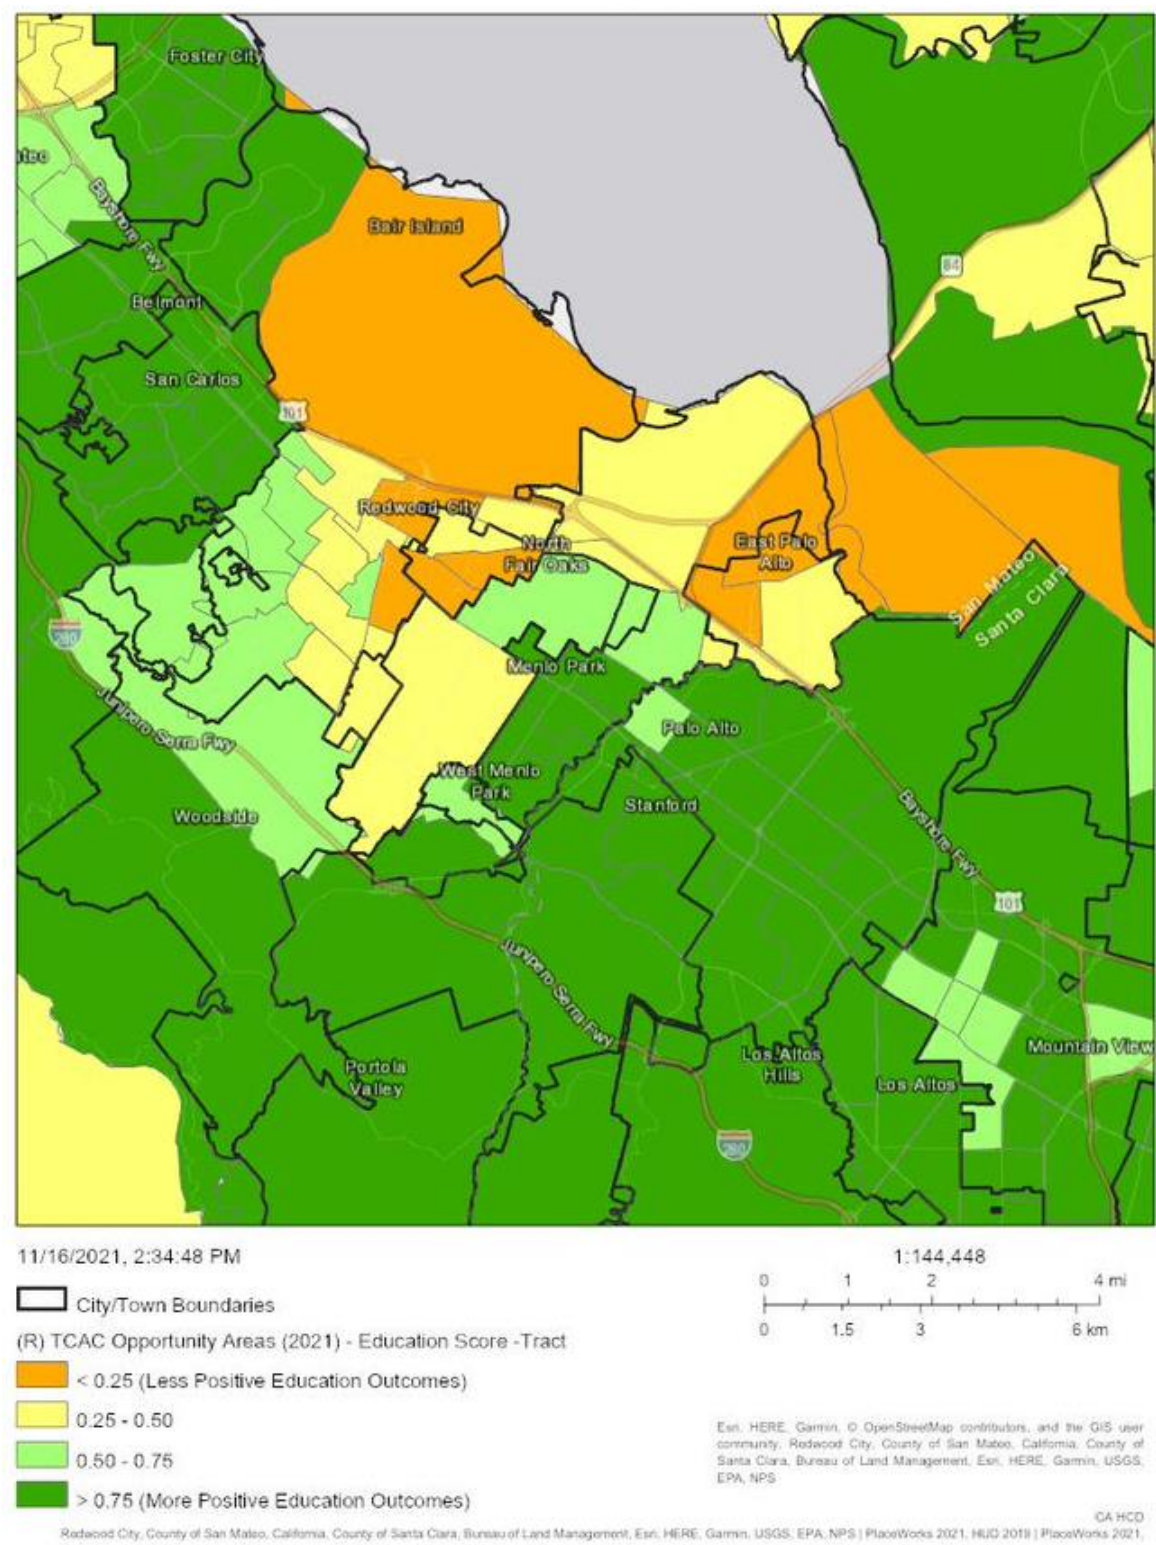 Foster City
ateo
Bayshore Fwy
Bair Island
84
Belmont
San Carlos
101
Redwood City
North
Fair Oaks
East Palo
Alto
San Mateo
Santa Clara
280
Menlo Park
Junipero Serra Fwy
Palo Alto
West Menlo
Park
Stanford
Woodside
Bayshore Fwy
101
Junipero Serra Fwy
Mountain View
Los Altos
Hills
Los Altos
Portola
Valley
280
11/16/2021, 2:34:48 PM
1:144,448
0 1 2 4 mi
0 1.5 3 6 km
City/Town Boundaries
(R) TCAC Opportunity Areas (2021) - Education Score -Tract
< 0.25 (Less Positive Education Outcomes)
0.25 - 0.50
0.50 - 0.75
> 0.75 (More Positive Education Outcomes)
Esri, HERE, Garmin, © OpenStreetMap contributors, and the GIS user
community, Redwood City, County of San Mateo, California, County of
Santa Clara, Bureau of Land Management, Esri, HERE, Garmin, USGS,
EPA, NPS
CA HCD
Redwood City, County of San Mateo, California, County of Santa Clara, Bureau of Land Management, Esri, HERE, Garmin, USGS, EPA, NPS | PlaceWorks 2021, HUD 2019 | PlaceWorks 2021,